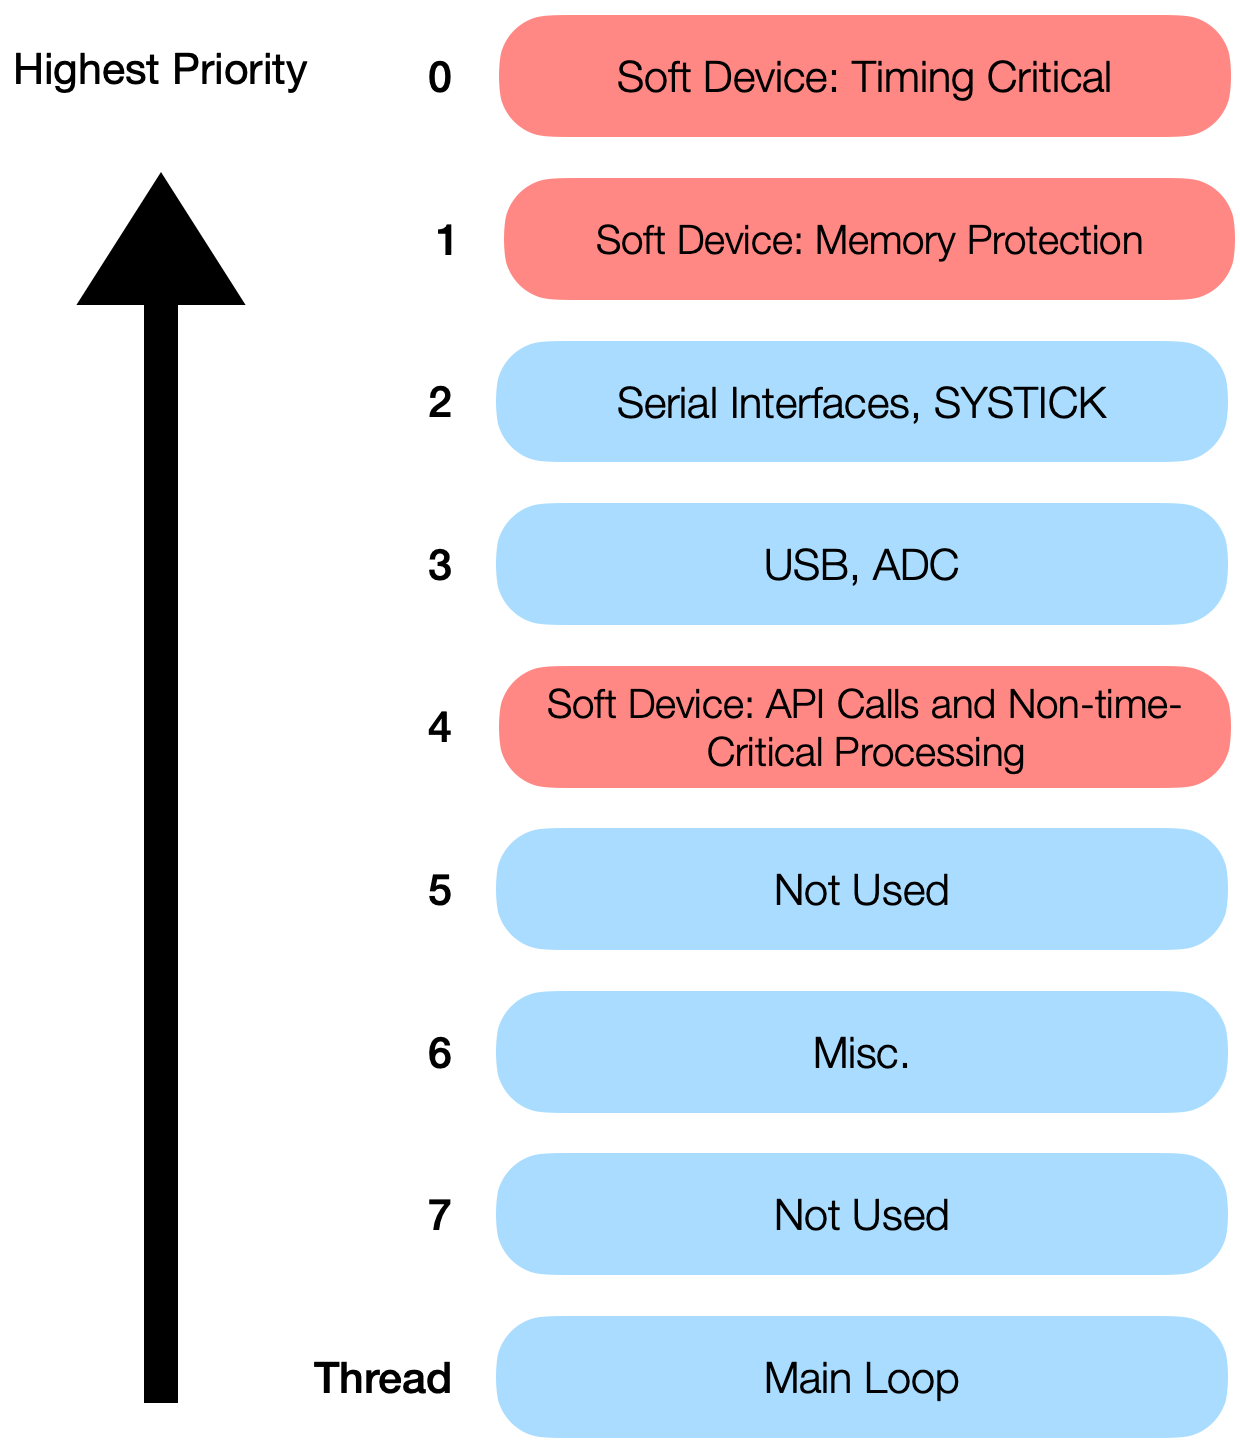 Highest Priority
0
Soft Device: Timing Critical
1
Soft Device: Memory Protection
2
Serial Interfaces, SYSTICK
3
USB, ADC
4
Soft Device: API Calls and Non-time-
Critical Processing
5
Not Used
6
Misc.
7
Not Used
Thread
Main Loop